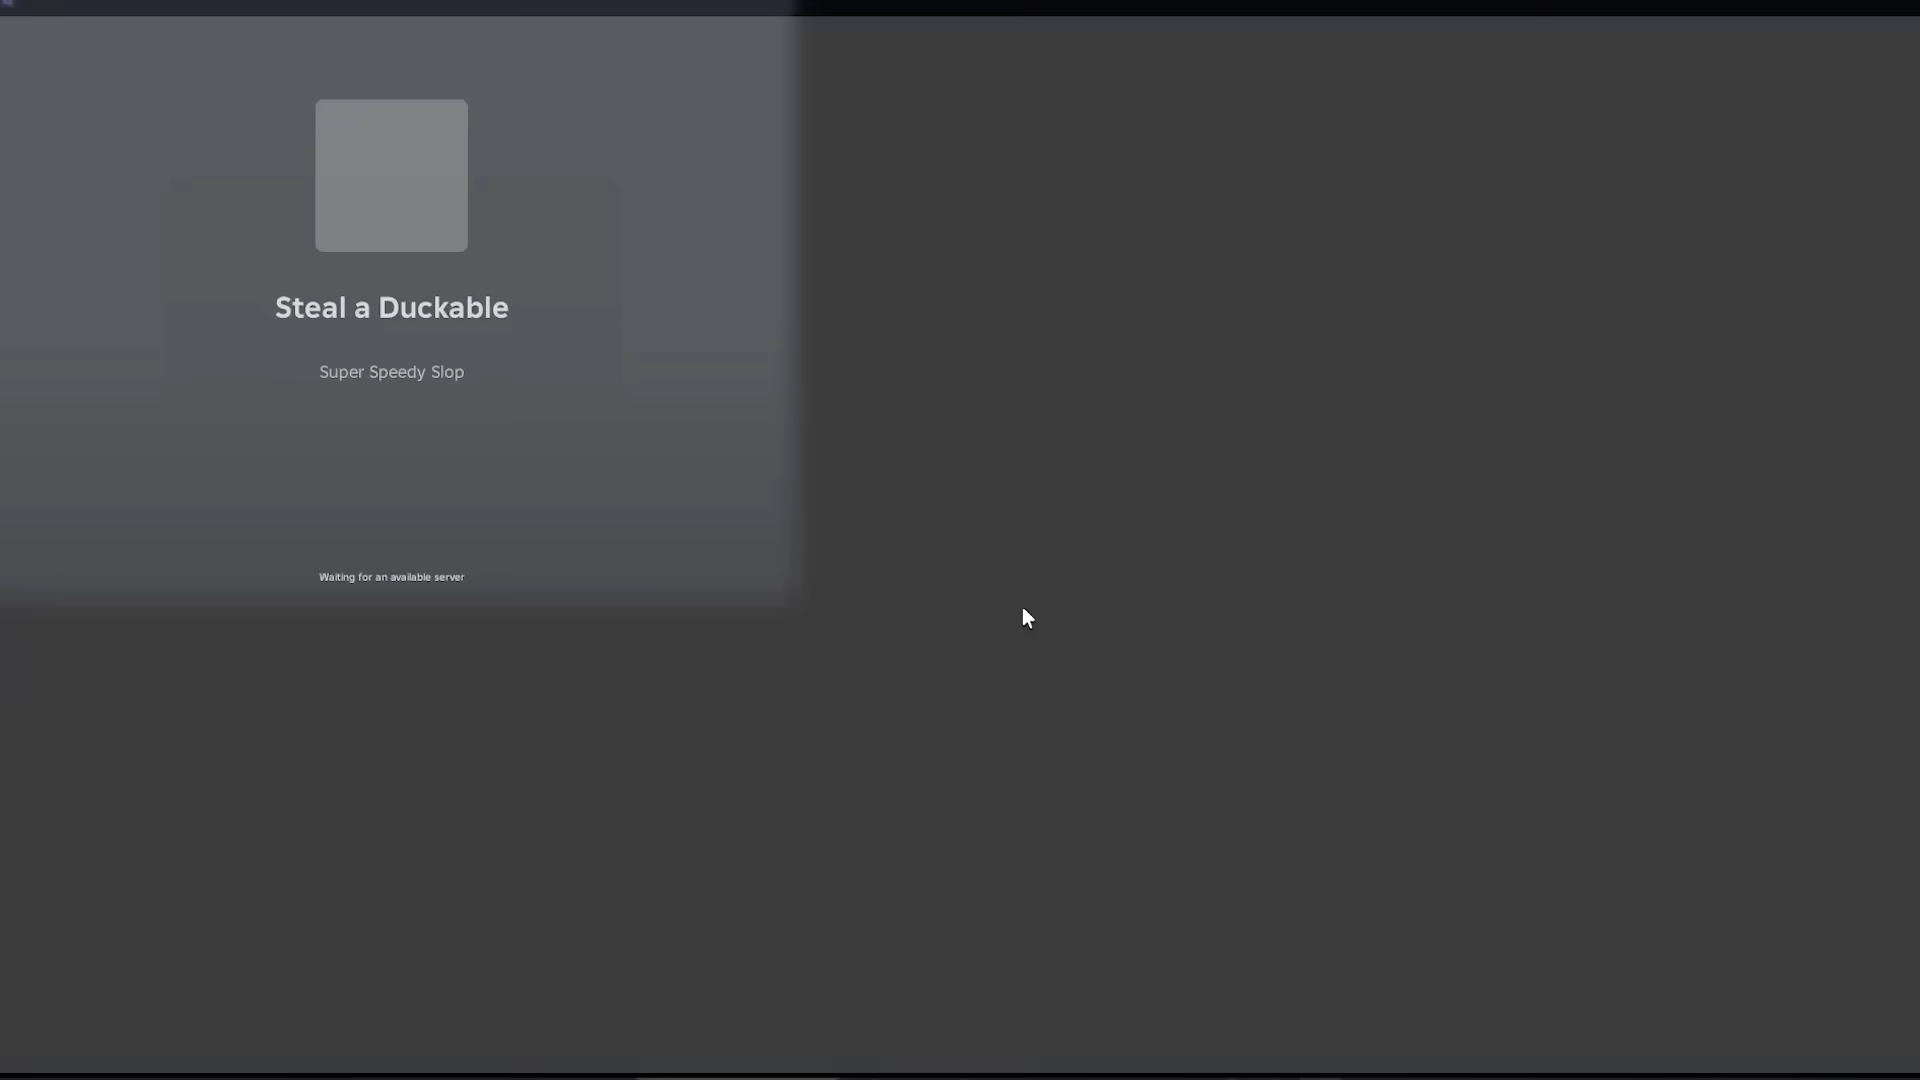 Steal a Duckable
Super Speedy Slop
Waiting for an available server